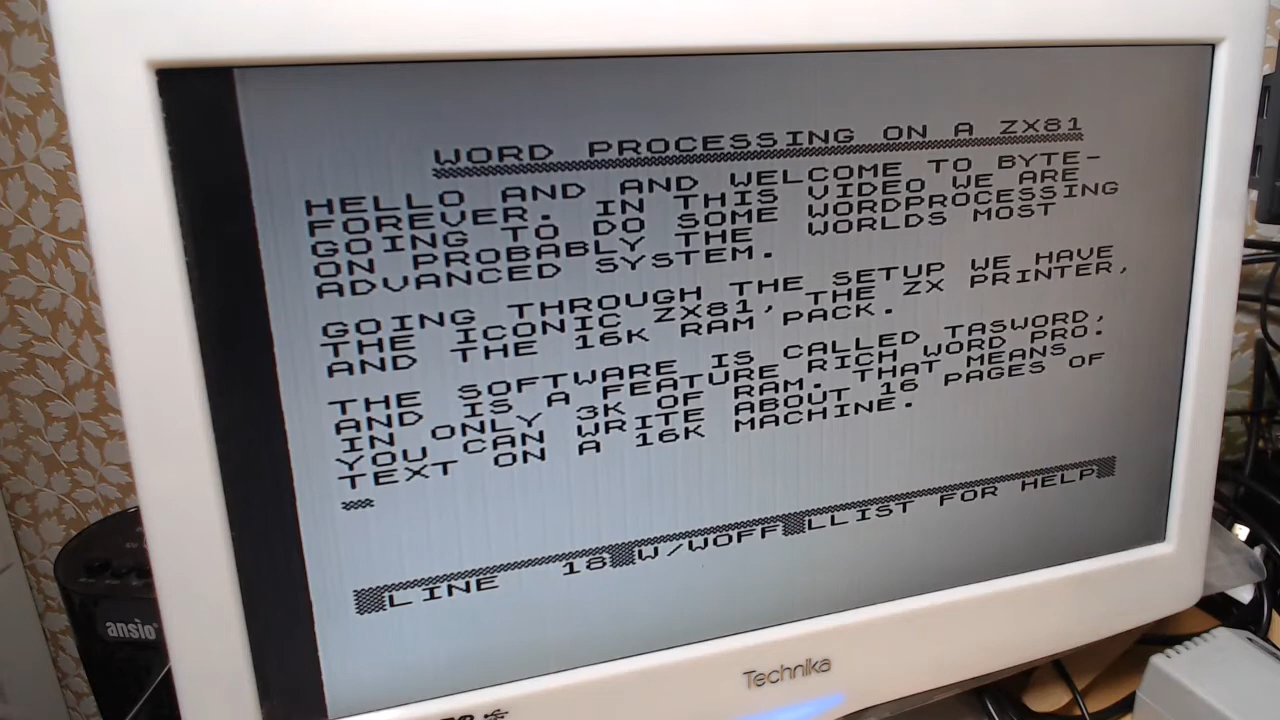 WORD PROCESSING ON A ZX81
HELLO AND AND WELCOME TO BYTE-
FOREVER. IN THIS VIDEO WE ARE
GOING TO DO SOME WORDPROCESSING
ON PROBABLY THE WORLDS MOST
ADVANCED SYSTEM.
GOING THROUGH THE SETUP WE HAVE
THE ICONIC ZX81, THE ZX PRINTER,
AND THE 16K RAM PACK.
THE SOFTWARE IS CALLED TASWORD,
AND IS A FEATURE RICH WORD PRO.
IN ONLY 3K OF RAM. THAT MEANS
YOU CAN WRITE ABOUT 16 PAGES OF
TEXT ON A 16K MACHINE.
LINE 18 W/WOFF LLIST FOR HELP
ansio
Technika